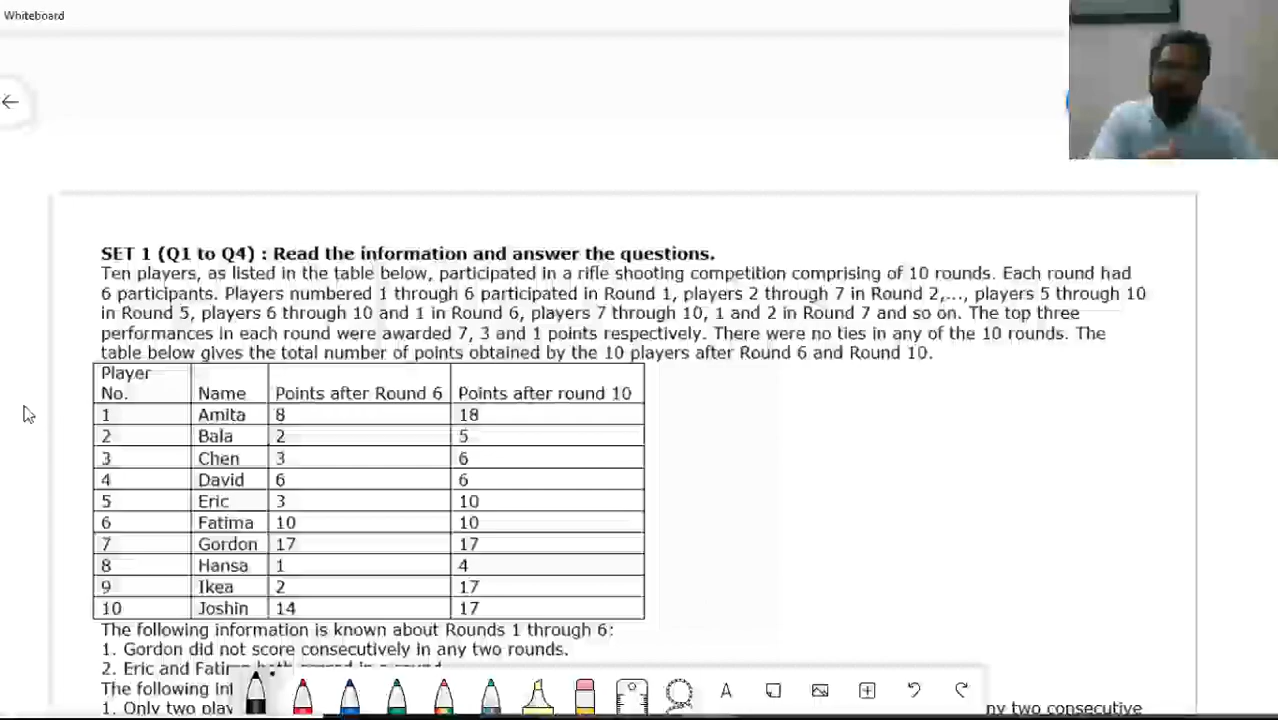 Whiteboard
SET 1 (Q1 to Q4) : Read the information and answer the questions.
Ten players, as listed in the table below, participated in a rifle shooting competition comprising of 10 rounds. Each round had
6 participants. Players numbered 1 through 6 participated in Round 1, players 2 through 7 in Round 2,..., players 5 through 10
in Round 5, players 6 through 10 and 1 in Round 6, players 7 through 10, 1 and 2 in Round 7 and so on. The top three
performances in each round were awarded 7, 3 and 1 points respectively. There were no ties in any of the 10 rounds. The
table below gives the total number of points obtained by the 10 players after Round 6 and Round 10.
Player No. Name Points after Round 6 Points after round 10
1 Amita 8 18
2 Bala 2 5
3 Chen 3 6
4 David 6 6
5 Eric 3 10
6 Fatima 10 10
7 Gordon 17 17
8 Hansa 1 4
9 Ikea 2 17
10 Joshin 14 17
The following information is known about Rounds 1 through 6:
1. Gordon did not score consecutively in any two rounds.
2. Eric and
The following
1. Only two ny two consecutive
A